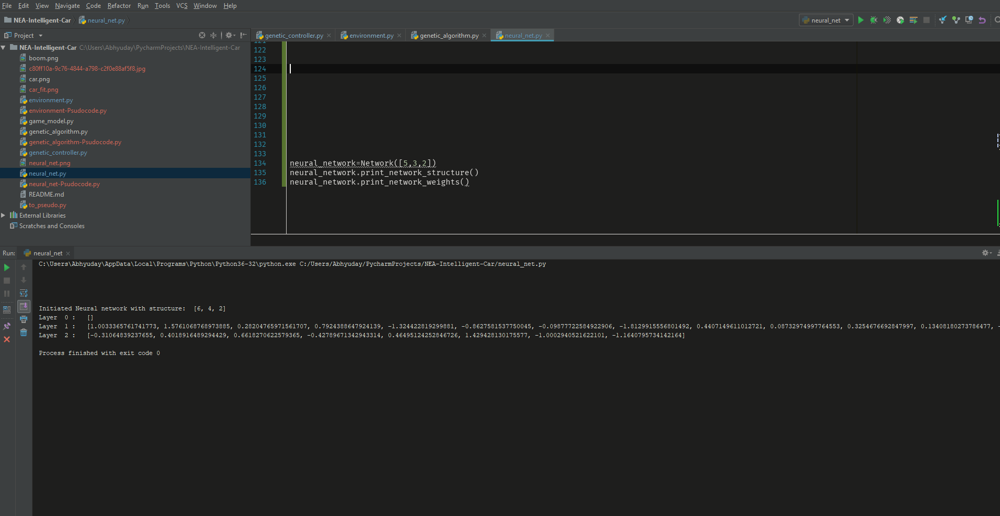 File Edit View Navigate Code Refactor Run Tools VCS Window Help
NEA-Intelligent-Car neural_net.py
neural_net
Project
genetic_controller.py environment.py genetic_algorithm.py neural_net.py
NEA-Intelligent-Car C:\Users\Abhyuday\PycharmProjects\NEA-Intelligent-Car
boom.png
c80ff10a-9c76-4844-a798-c2f0e88af5f8.jpg
car.png
car_fit.png
environment.py
environment-Psudocode.py
game_model.py
genetic_algorithm.py
genetic_algorithm-Psudocode.py
genetic_controller.py
neural_net.png
neural_net.py
neural_net-Psudocode.py
README.md
to_pseudo.py
External Libraries
Scratches and Consoles
121
122
123
124
125
126
127
128
129
130
131
132
133
134 neural_network=Network([5,3,2])
135 neural_network.print_network_structure()
136 neural_network.print_network_weights()
Run: neural_net
C:\Users\Abhyuday\AppData\Local\Programs\Python\Python36-32\python.exe C:/Users/Abhyuday/PycharmProjects/NEA-Intelligent-Car/neural_net.py
Initiated Neural network with structure: [6, 4, 2]
Layer 0 : []
Layer 1 : [1.0033365761741773, 1.5761068768973885, 0.28204765971561707, 0.7924388647924139, -1.324422819299881, -0.8627581537750045, -0.09877722584922906, -1.8129915556801492, 0.4407149611012721, 0.08732974997764553, 0.3254676692847997, 0.13408180273786477, -
Layer 2 : [-0.31064839237655, 0.4018916489294429, 0.6618270622579365, -0.42789671342943314, 0.46495124252846726, 1.429428130175577, -1.0002940521622101, -1.1640795734142164]
Process finished with exit code 0